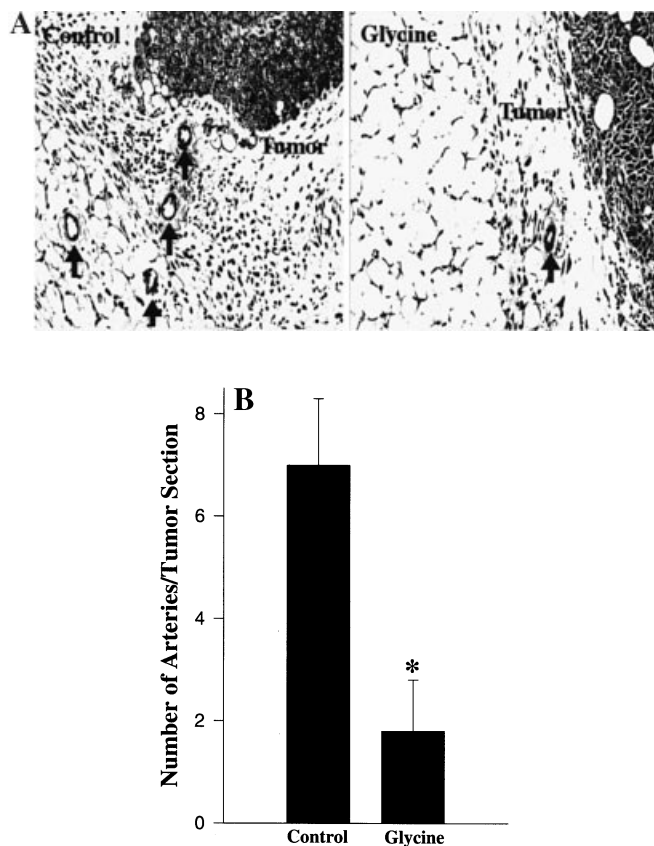 A
Control
Tumor
Glycine
Tumor
B
Number of Arteries/Tumor Section
8
6
4
2
0
*
Control
Glycine